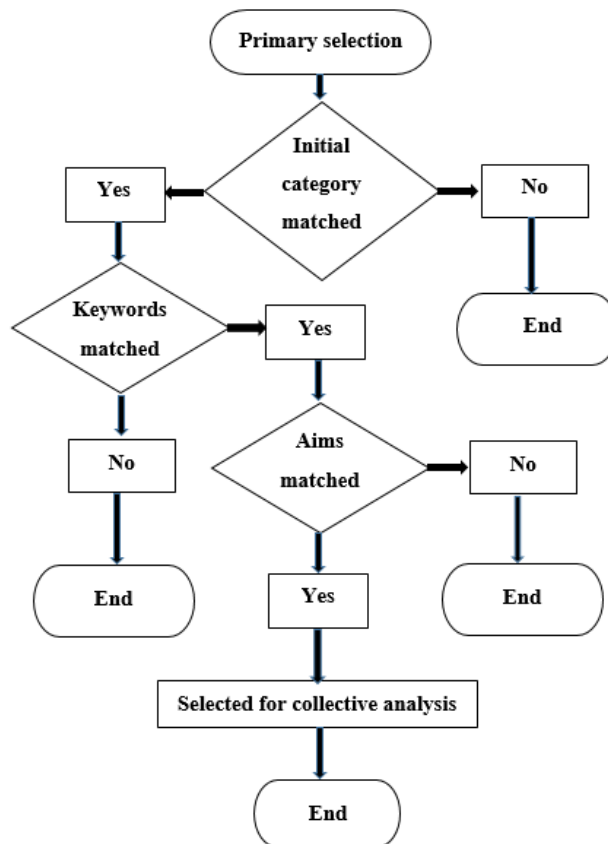 Primary selection
Initial
category
matched
Yes
No
Keywords
matched
Yes
End
Aims
matched
No
No
End
Yes
End
Selected for collective analysis
End